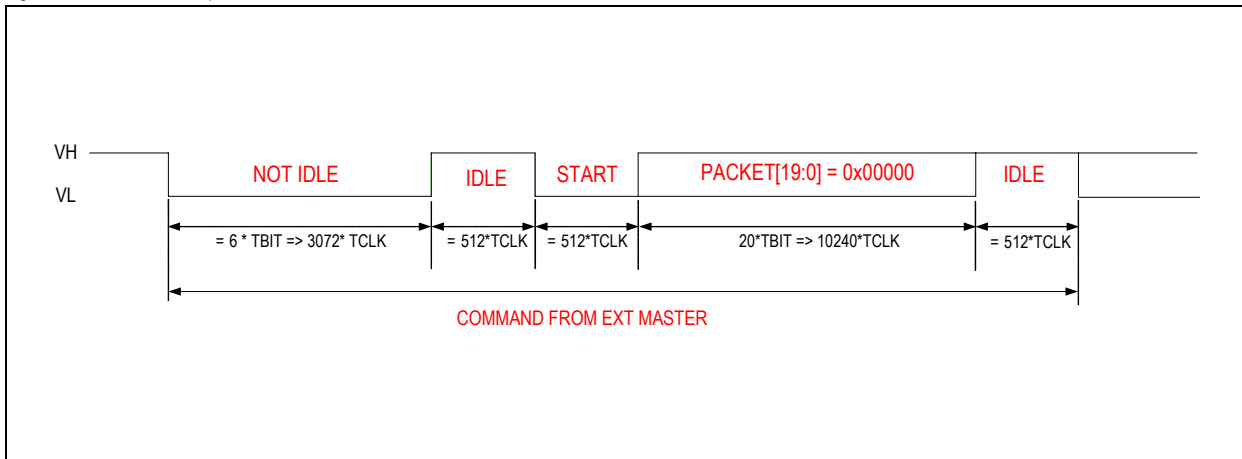 VH
VL
NOT IDLE
IDLE
START
PACKET[19:0] = 0x00000
IDLE
= 6 * TBIT => 3072* TCLK
= 512*TCLK
= 512*TCLK
20*TBIT => 10240*TCLK
= 512*TCLK
COMMAND FROM EXT MASTER